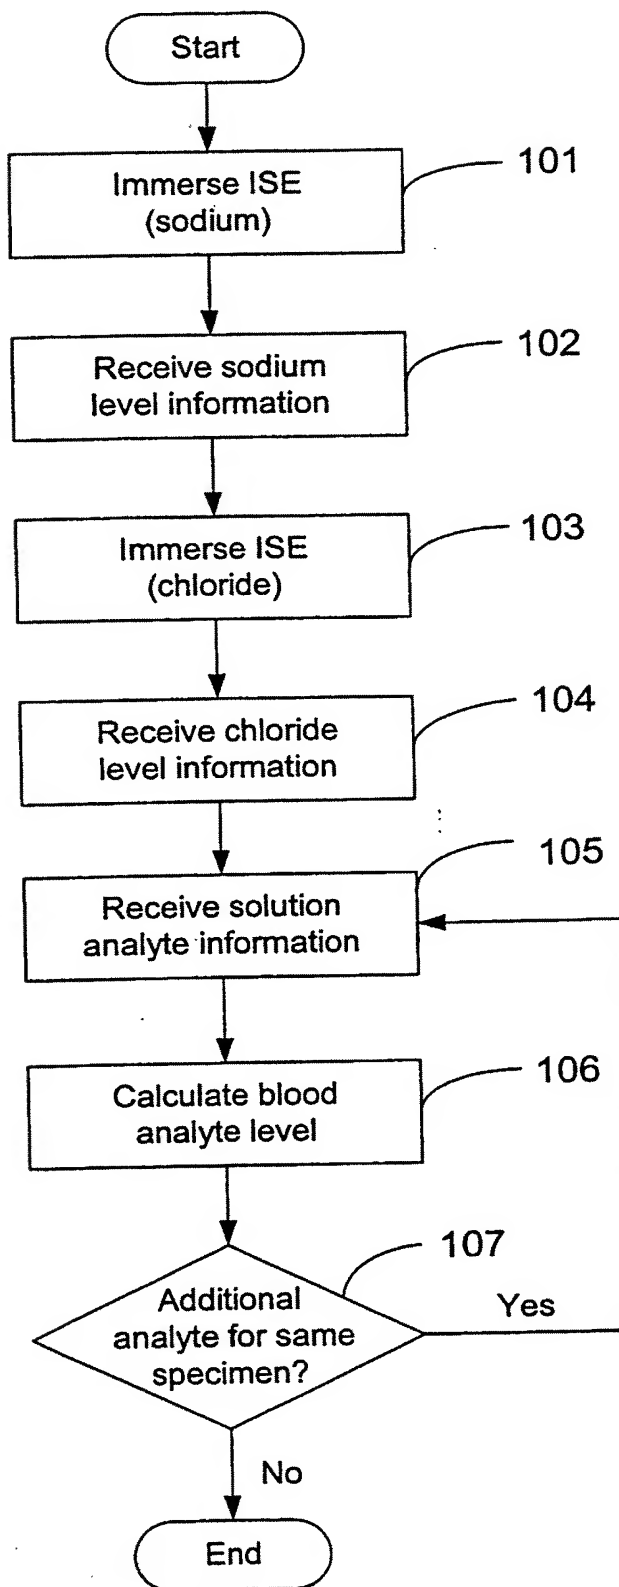 Start
Immerse ISE
(sodium)
101
Receive sodium
level information
102
Immerse ISE
(chloride)
103
Receive chloride
level information
104
Receive solution
analyte information
105
Calculate blood
analyte level
106
Additional
analyte for same
specimen?
107
Yes
No
End